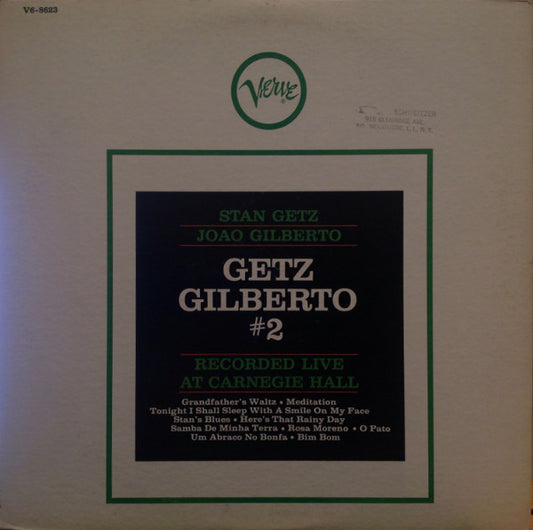 V6-8623
Verve
SCHWEITZER
STAN GETZ
JOAO GILBERTO
GETZ
GILBERTO
#2
RECORDED LIVE
AT CARNEGIE HALL
Grandfather's Waltz • Meditation
Tonight I Shall Sleep With A Smile On My Face
Stan's Blues • Here's That Rainy Day
Samba De Minha Terra • Rosa Moreno • O Pato
Um Abraco No Bonfa • Bim Bom